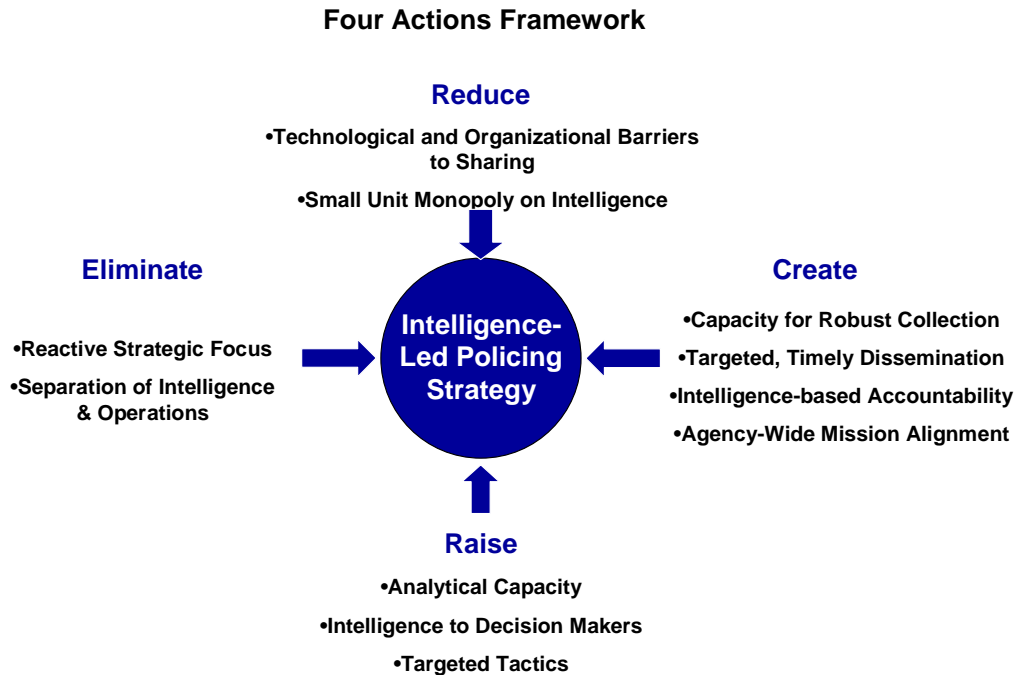 Four Actions Framework
Reduce
•Technological and Organizational Barriers
to Sharing
•Small Unit Monopoly on Intelligence
Eliminate
•Reactive Strategic Focus
•Separation of Intelligence
& Operations
Intelligence-
Led Policing
Strategy
Create
•Capacity for Robust Collection
•Targeted, Timely Dissemination
•Intelligence-based Accountability
•Agency-Wide Mission Alignment
Raise
•Analytical Capacity
•Intelligence to Decision Makers
•Targeted Tactics